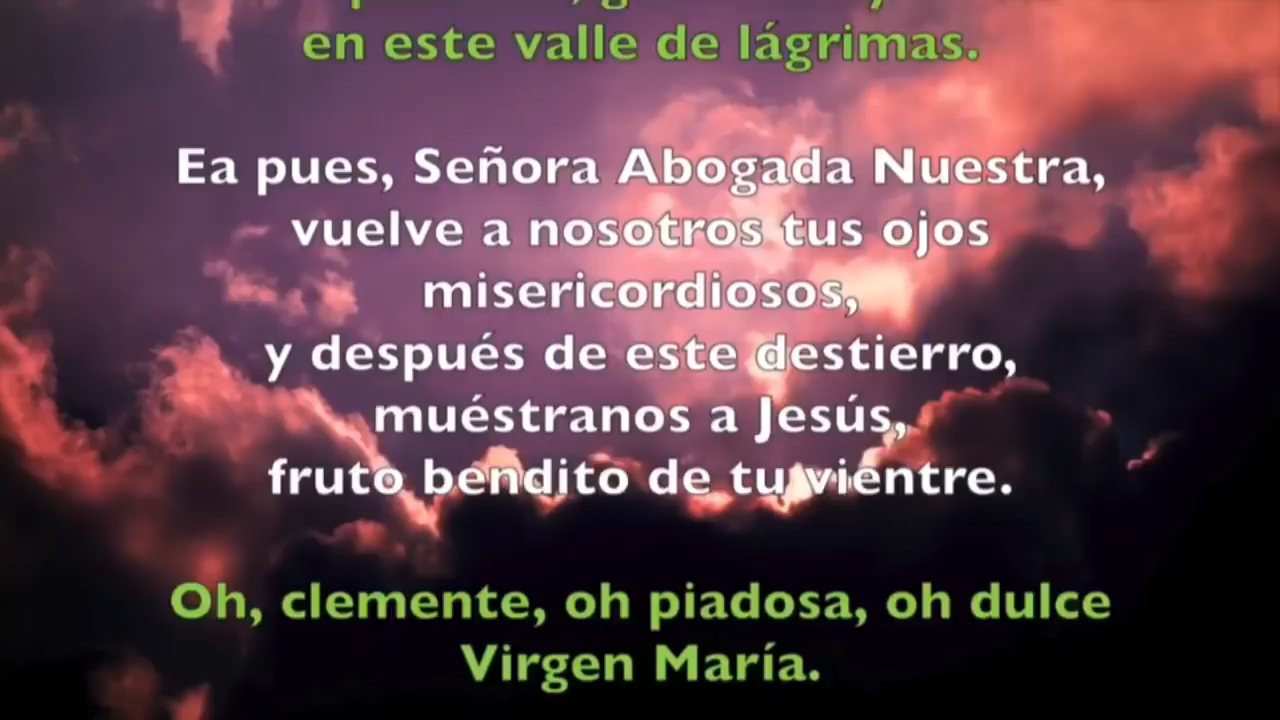 en este valle de lágrimas.
Ea pues, Señora Abogada Nuestra,
vuelve a nosotros tus ojos
misericordiosos,
y después de este destierro,
muéstranos a Jesús,
fruto bendito de tu vientre.
Oh, clemente, oh piadosa, oh dulce
Virgen María.